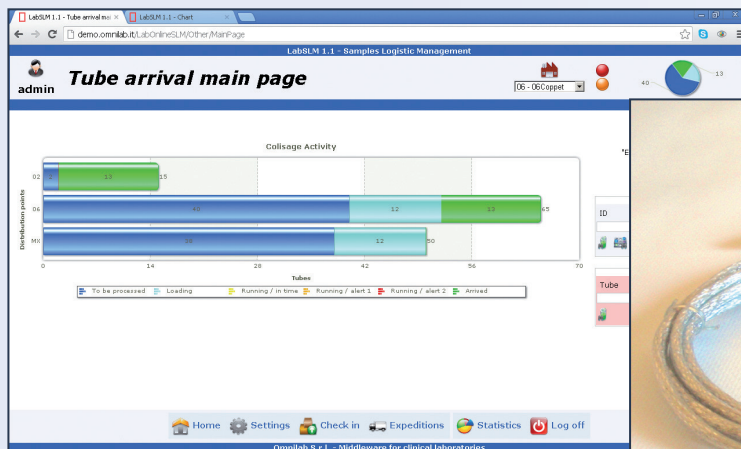 LabSLM 1.1 - Tube arrival mai
LabSLM 1.1 - Chart
demo.omnilab.it/LabOnlineSLM/Other/MainPage
LabSLM 1.1 - Samples Logistic Management
admin
Tube arrival main page
06 - 06Coppet
40
13
Colisage Activity
"E
02
2
13
15
06
40
12
13
65
MX
38
12
50
Distribution points
0
14
28
42
56
70
Tubes
To be processed
Loading
Running / in time
Running / alert 1
Running / alert 2
Arrived
ID
Tube
Home
Settings
Check in
Expeditions
Statistics
Log off
Omnilab S.r.l. - Middleware for clinical laboratories